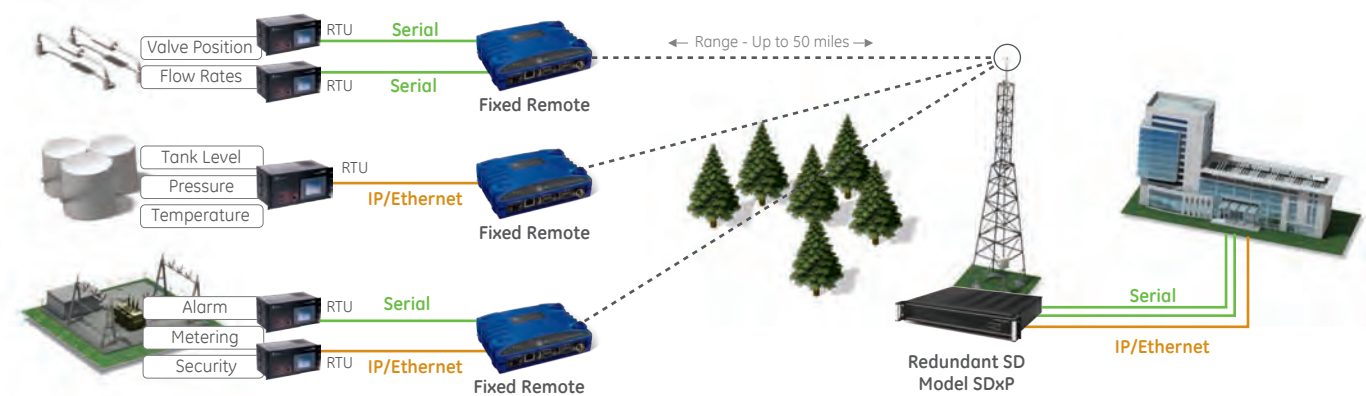 Valve Position
Flow Rates
RTU
Serial
RTU
Serial
Fixed Remote
← Range - Up to 50 miles →
Tank Level
Pressure
Temperature
RTU
IP/Ethernet
Fixed Remote
Alarm
Metering
Security
RTU
Serial
RTU
IP/Ethernet
Fixed Remote
Redundant SD
Model SDxP
Serial
IP/Ethernet